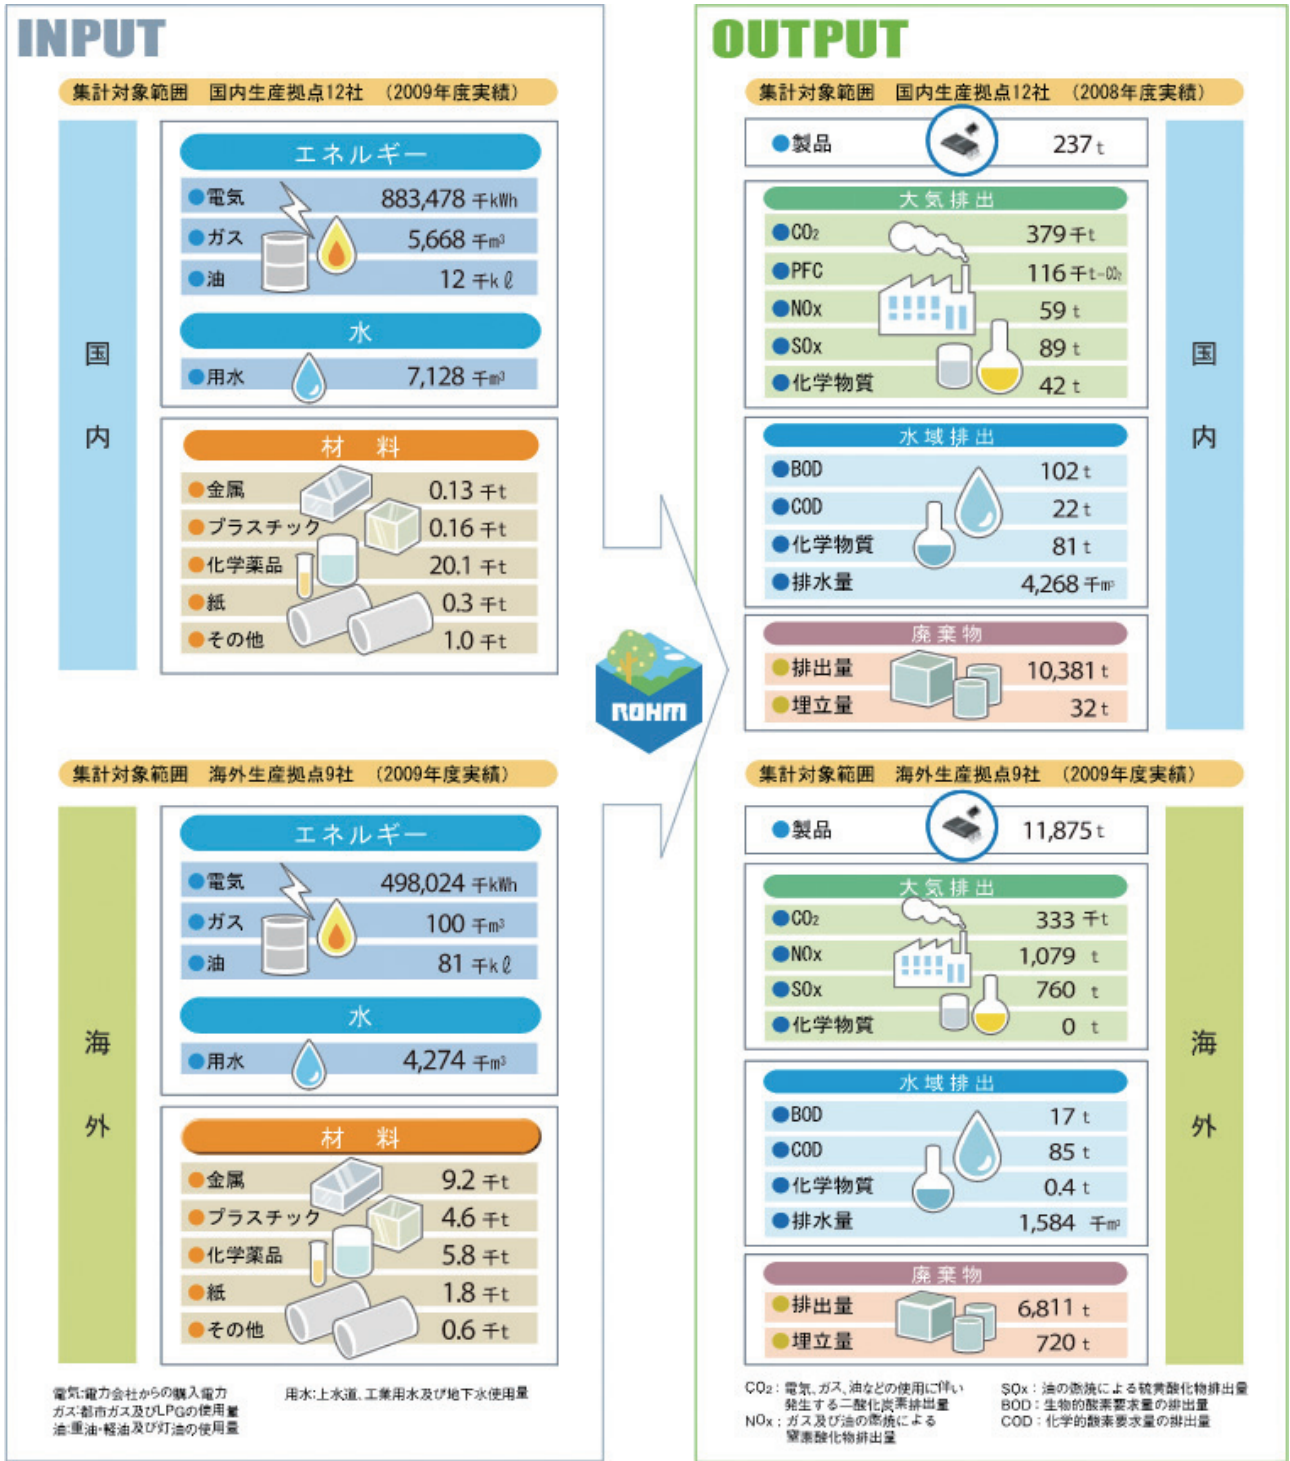 INPUT
集計対象範囲 国内生産拠点12社 (2009年度実績)
国内
エネルギー
電気 883,478 千kWh
ガス 5,668 千m³
油 12 千kℓ
水
用水 7,128 千m³
材 料
金属 0.13 千t
プラスチック 0.16 千t
化学薬品 20.1 千t
紙 0.3 千t
その他 1.0 千t
集計対象範囲 海外生産拠点9社 (2009年度実績)
海外
エネルギー
電気 498,024 千kWh
ガス 100 千m³
油 81 千kℓ
水
用水 4,274 千m³
材 料
金属 9.2 千t
プラスチック 4.6 千t
化学薬品 5.8 千t
紙 1.8 千t
その他 0.6 千t
電気:電力会社からの購入電力
ガス:都市ガス及びLPGの使用量
油:重油・軽油及び灯油の使用量
用水:上水道、工業用水及び地下水使用量
ROHM
OUTPUT
集計対象範囲 国内生産拠点12社 (2008年度実績)
製品 237 t
大気排出
CO₂ 379 千t
PFC 116 千t-CO₂
NOx 59 t
SOx 89 t
化学物質 42 t
水域排出
BOD 102 t
COD 22 t
化学物質 81 t
排水量 4,268 千m³
廃棄物
排出量 10,381 t
埋立量 32 t
国内
集計対象範囲 海外生産拠点9社 (2009年度実績)
製品 11,875 t
大気排出
CO₂ 333 千t
NOx 1,079 t
SOx 760 t
化学物質 0 t
水域排出
BOD 17 t
COD 85 t
化学物質 0.4 t
排水量 1,584 千m³
廃棄物
排出量 6,811 t
埋立量 720 t
海外
CO₂:電気、ガス、油などの使用に伴い
発生する二酸化炭素排出量
NOx:ガス及び油の燃焼による
窒素酸化物排出量
SOx:油の燃焼による硫黄酸化物排出量
BOD:生物的酸素要求量の排出量
COD:化学的酸素要求量の排出量